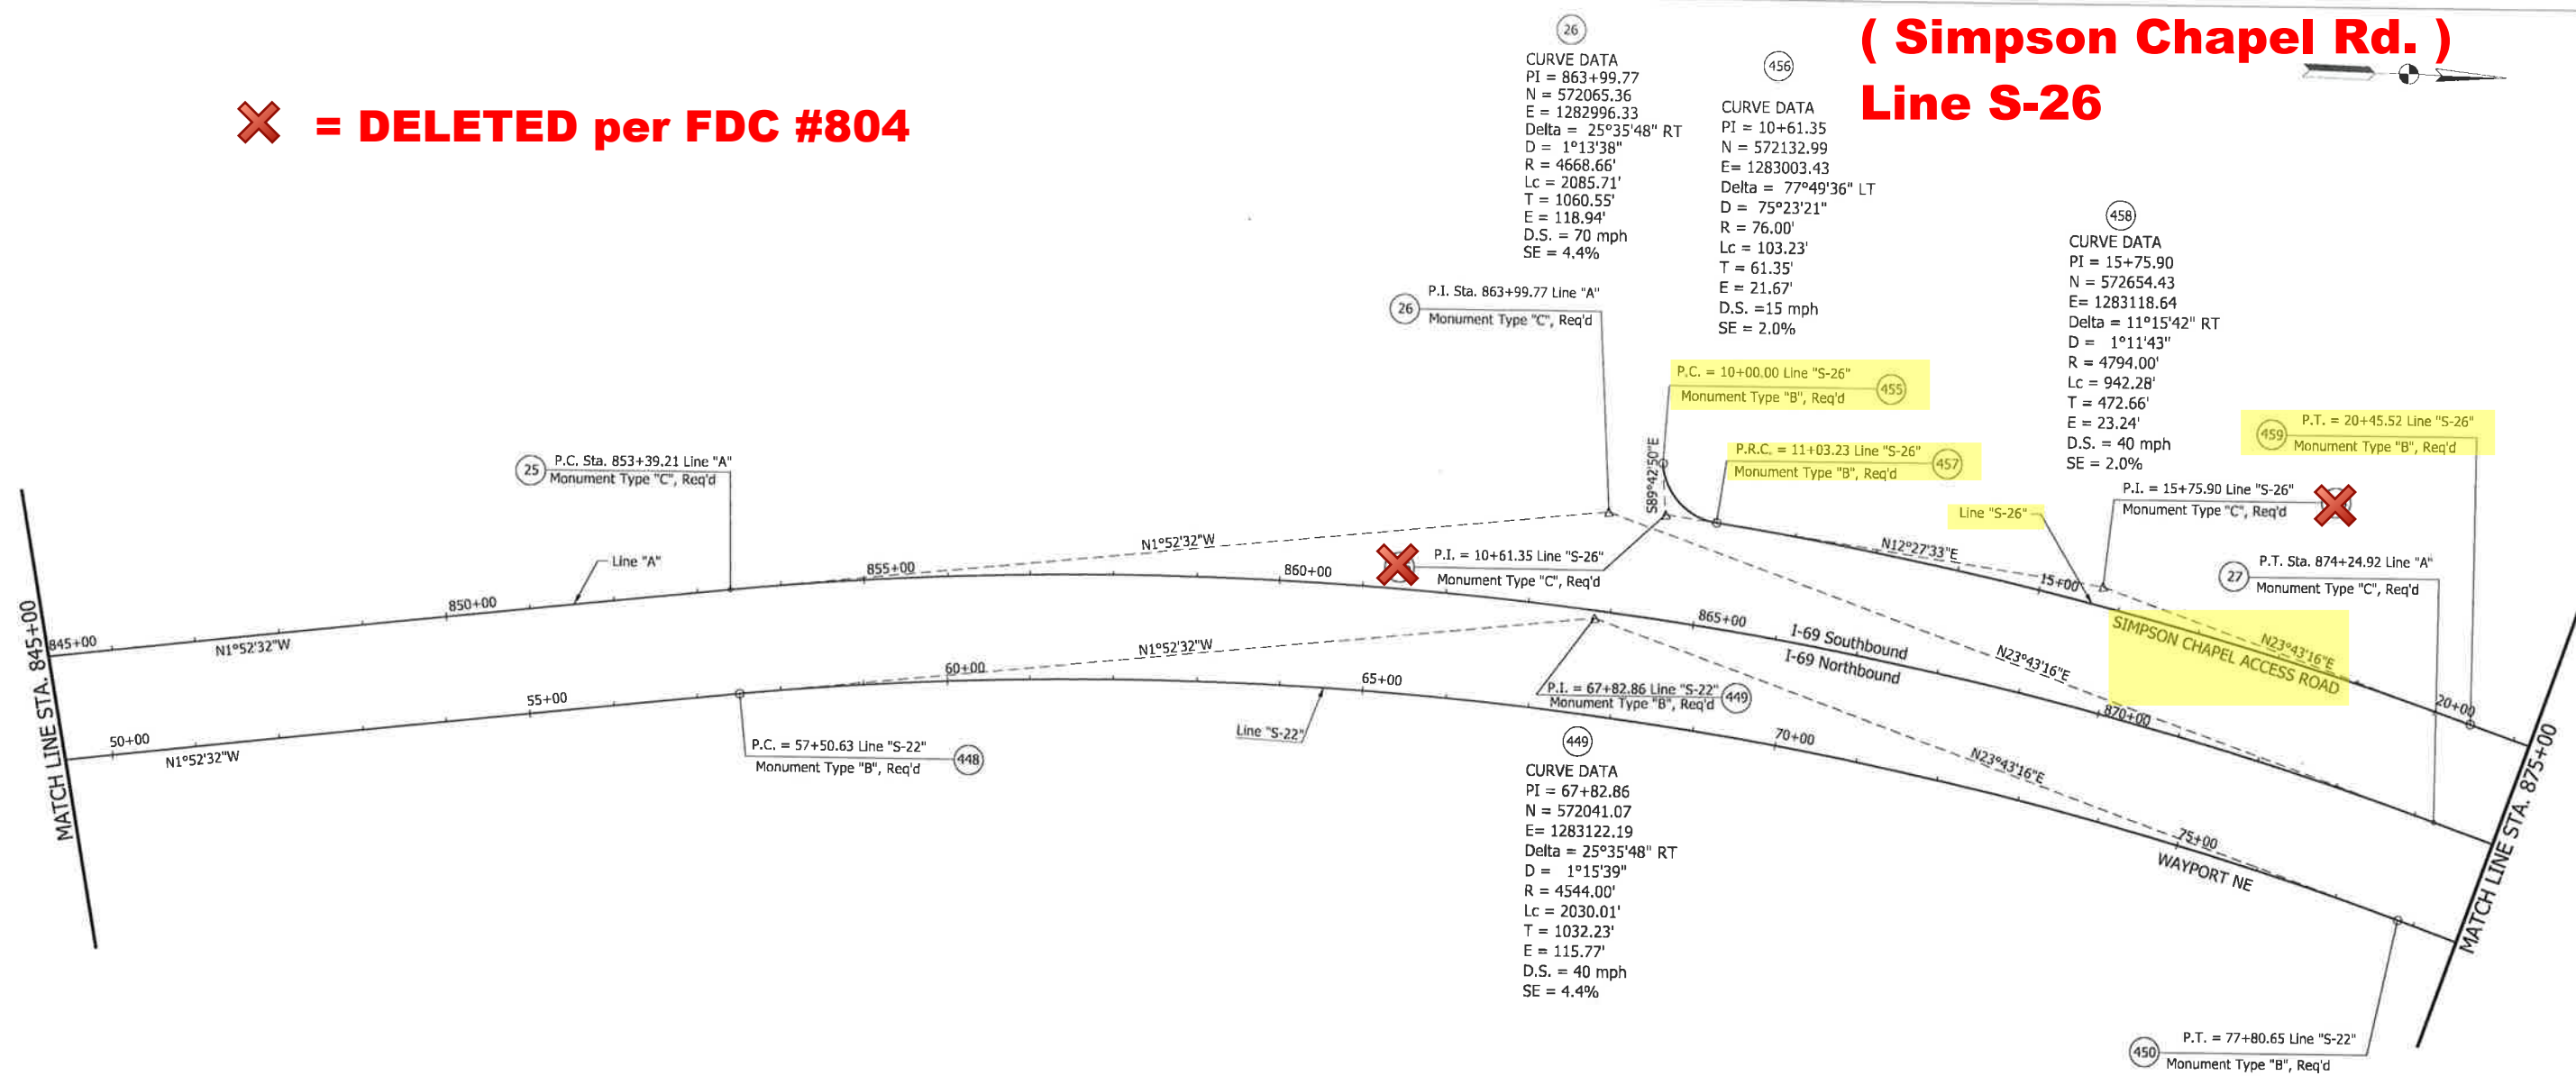 ( Simpson Chapel Rd. )
Line S-26
= DELETED per FDC #804
26
CURVE DATA
PI = 863+99.77
N = 572065.36
E = 1282996.33
Delta = 25°35'48" RT
D = 1°13'38"
R = 4668.66'
Lc = 2085.71'
T = 1060.55'
E = 118.94'
D.S. = 70 mph
SE = 4.4%
456
CURVE DATA
PI = 10+61.35
N = 572132.99
E= 1283003.43
Delta = 77°49'36" LT
D = 75°23'21"
R = 76.00'
Lc = 103.23'
T = 61.35'
E = 21.67'
D.S. =15 mph
SE = 2.0%
458
CURVE DATA
PI = 15+75.90
N = 572654.43
E= 1283118.64
Delta = 11°15'42" RT
D = 1°11'43"
R = 4794.00'
Lc = 942.28'
T = 472.66'
E = 23.24'
D.S. = 40 mph
SE = 2.0%
26
P.I. Sta. 863+99.77 Line "A"
Monument Type "C", Req'd
P.C. = 10+00.00 Line "S-26"
Monument Type "B", Req'd
455
P.R.C. = 11+03.23 Line "S-26"
Monument Type "B", Req'd
457
459
P.T. = 20+45.52 Line "S-26"
Monument Type "B", Req'd
25
P.C. Sta. 853+39.21 Line "A"
Monument Type "C", Req'd
S89°42'50"E
P.I. = 15+75.90 Line "S-26"
Monument Type "C", Req'd
Line "S-26"
N1°52'32"W
N12°27'33"E
P.I. = 10+61.35 Line "S-26"
Monument Type "C", Req'd
27
P.T. Sta. 874+24.92 Line "A"
Monument Type "C", Req'd
Line "A"
845+00
850+00
855+00
860+00
865+00
870+00
15+00
20+00
N1°52'32"W
MATCH LINE STA. 845+00
I-69 Southbound
I-69 Northbound
N23°43'16"E
SIMPSON CHAPEL ACCESS ROAD
N23°43'16"E
N1°52'32"W
50+00
55+00
60+00
65+00
70+00
75+00
N1°52'32"W
P.I. = 67+82.86 Line "S-22"
Monument Type "B", Req'd
449
Line "S-22"
P.C. = 57+50.63 Line "S-22"
Monument Type "B", Req'd
448
N23°43'16"E
WAYPORT NE
MATCH LINE STA. 875+00
449
CURVE DATA
PI = 67+82.86
N = 572041.07
E= 1283122.19
Delta = 25°35'48" RT
D = 1°15'39"
R = 4544.00'
Lc = 2030.01'
T = 1032.23'
E = 115.77'
D.S. = 40 mph
SE = 4.4%
450
P.T. = 77+80.65 Line "S-22"
Monument Type "B", Req'd